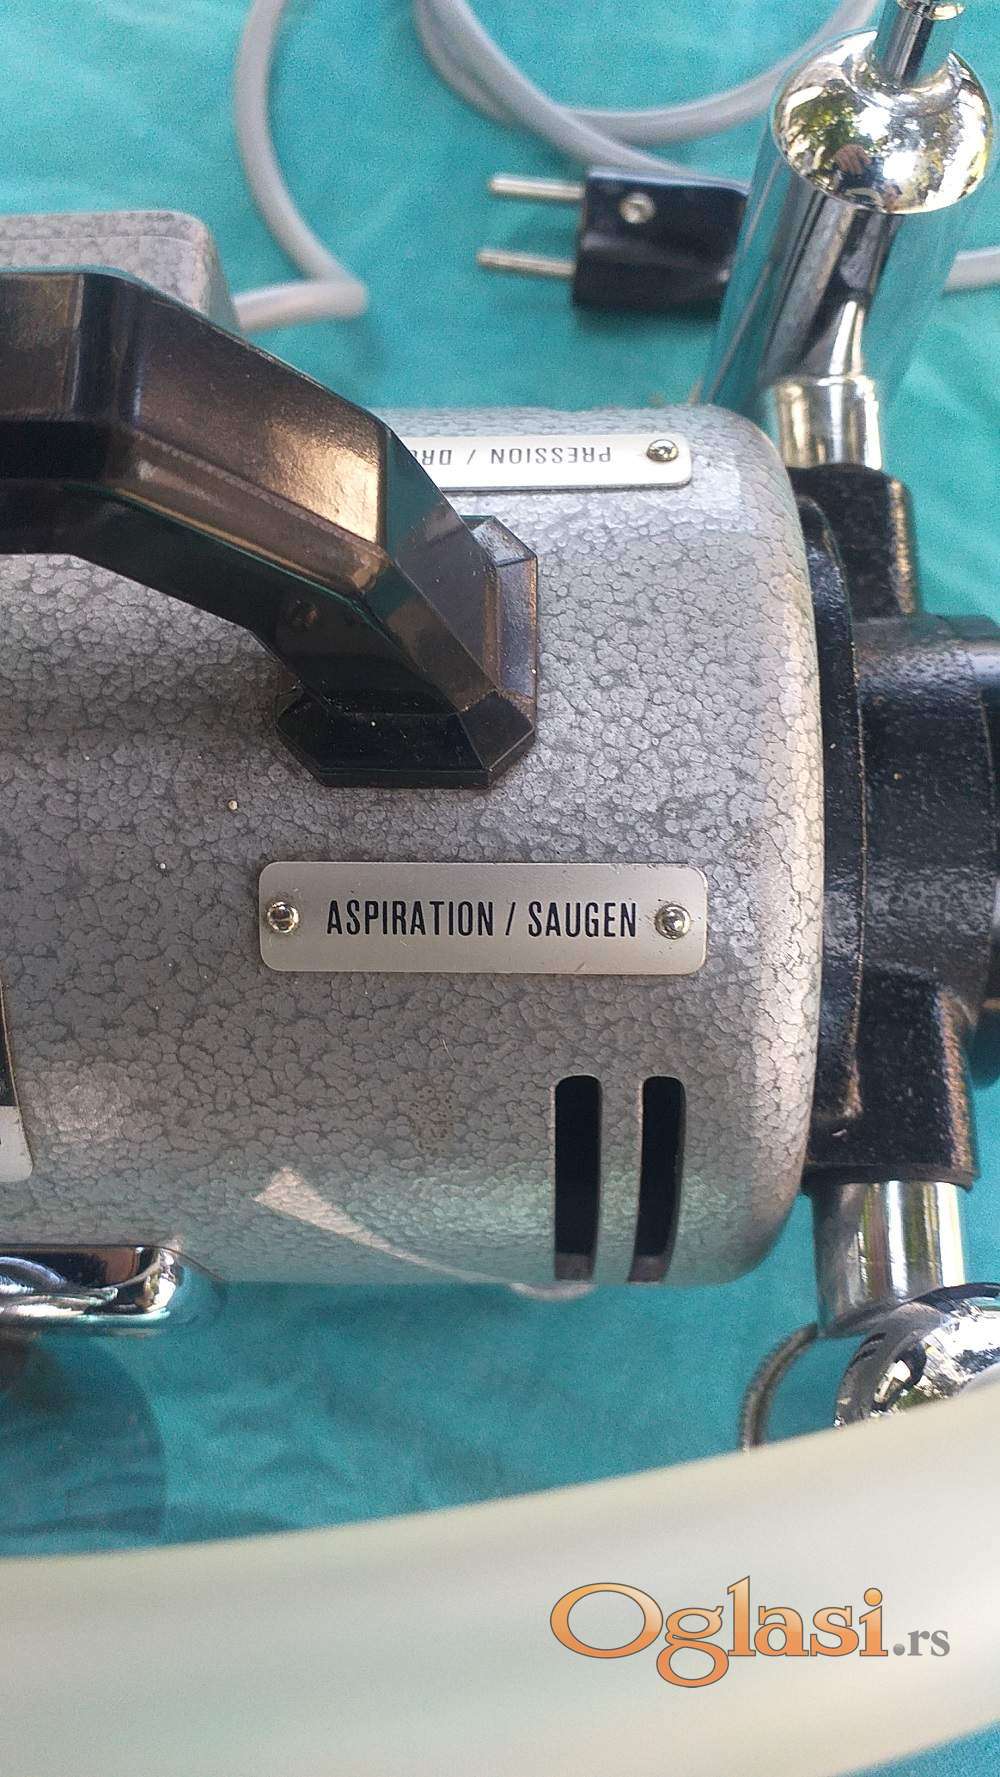 PRESSION / DR
ASPIRATION / SAUGEN
Oglasi.rs